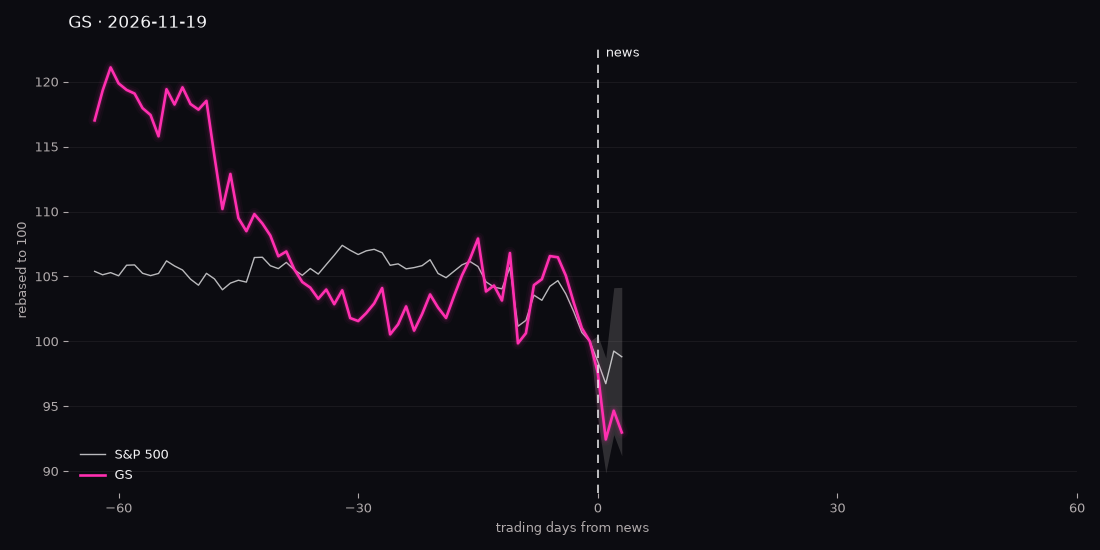 GS · 2026-11-19
news
120
115
110
105
100
95
90
rebased to 100
S&P 500
GS
−60
−30
0
30
60
trading days from news